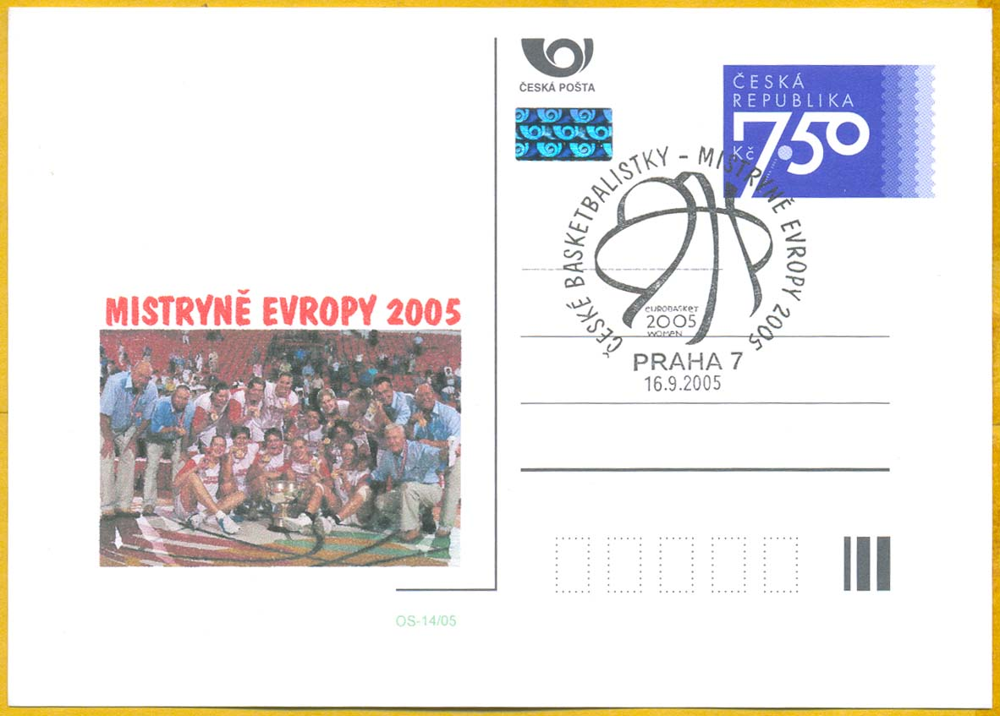 ČESKÁ POŠTA
ČESKÁ
REPUBLIKA
Kč 7.50
ČESKÉ BASKETBALISTKY – MISTRYNĚ EVROPY 2005
EUROBASKET
2005
WOMEN
PRAHA 7
16.9.2005
MISTRYNĚ EVROPY 2005
OS-14/05